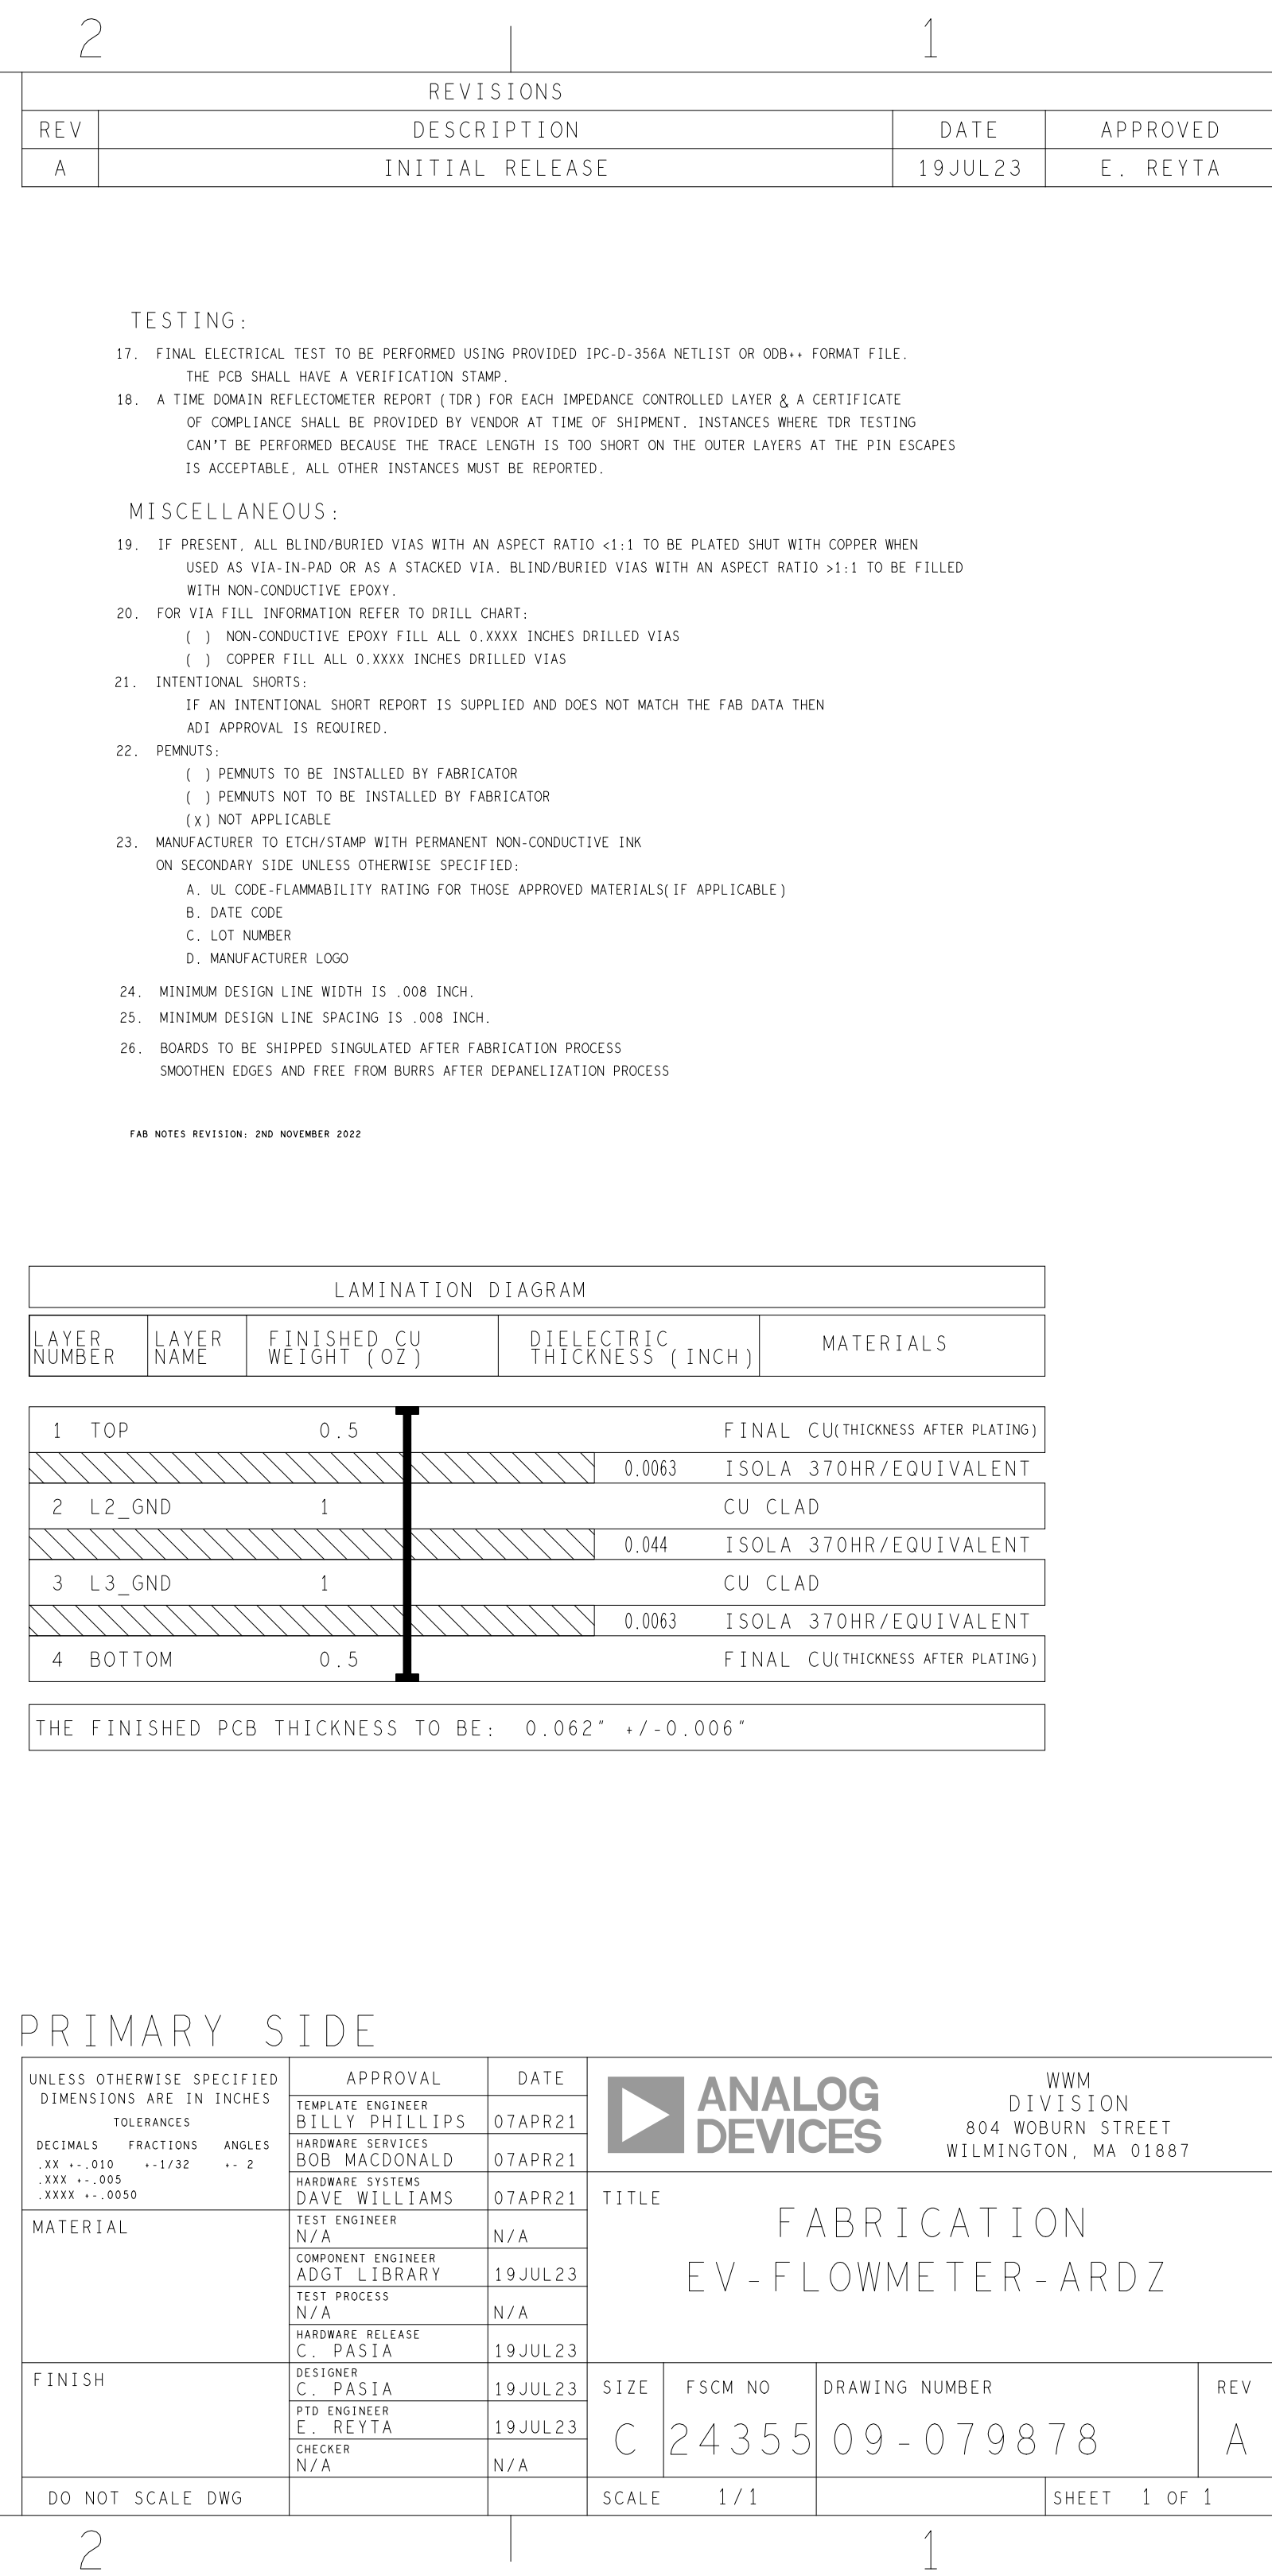 2 1
REVISIONS
REV DESCRIPTION DATE APPROVED
A INITIAL RELEASE 19JUL23 E. REYTA
TESTING:
17. FINAL ELECTRICAL TEST TO BE PERFORMED USING PROVIDED IPC-D-356A NETLIST OR ODB++ FORMAT FILE.
THE PCB SHALL HAVE A VERIFICATION STAMP.
18. A TIME DOMAIN REFLECTOMETER REPORT (TDR) FOR EACH IMPEDANCE CONTROLLED LAYER & A CERTIFICATE
OF COMPLIANCE SHALL BE PROVIDED BY VENDOR AT TIME OF SHIPMENT. INSTANCES WHERE TDR TESTING
CAN'T BE PERFORMED BECAUSE THE TRACE LENGTH IS TOO SHORT ON THE OUTER LAYERS AT THE PIN ESCAPES
IS ACCEPTABLE, ALL OTHER INSTANCES MUST BE REPORTED.
MISCELLANEOUS:
19. IF PRESENT, ALL BLIND/BURIED VIAS WITH AN ASPECT RATIO <1:1 TO BE PLATED SHUT WITH COPPER WHEN
USED AS VIA-IN-PAD OR AS A STACKED VIA. BLIND/BURIED VIAS WITH AN ASPECT RATIO >1:1 TO BE FILLED
WITH NON-CONDUCTIVE EPOXY.
20. FOR VIA FILL INFORMATION REFER TO DRILL CHART:
( ) NON-CONDUCTIVE EPOXY FILL ALL 0.XXXX INCHES DRILLED VIAS
( ) COPPER FILL ALL 0.XXXX INCHES DRILLED VIAS
21. INTENTIONAL SHORTS:
IF AN INTENTIONAL SHORT REPORT IS SUPPLIED AND DOES NOT MATCH THE FAB DATA THEN
ADI APPROVAL IS REQUIRED.
22. PEMNUTS:
( ) PEMNUTS TO BE INSTALLED BY FABRICATOR
( ) PEMNUTS NOT TO BE INSTALLED BY FABRICATOR
(X) NOT APPLICABLE
23. MANUFACTURER TO ETCH/STAMP WITH PERMANENT NON-CONDUCTIVE INK
ON SECONDARY SIDE UNLESS OTHERWISE SPECIFIED:
A. UL CODE-FLAMMABILITY RATING FOR THOSE APPROVED MATERIALS(IF APPLICABLE)
B. DATE CODE
C. LOT NUMBER
D. MANUFACTURER LOGO
24. MINIMUM DESIGN LINE WIDTH IS .008 INCH.
25. MINIMUM DESIGN LINE SPACING IS .008 INCH.
26. BOARDS TO BE SHIPPED SINGULATED AFTER FABRICATION PROCESS
SMOOTHEN EDGES AND FREE FROM BURRS AFTER DEPANELIZATION PROCESS
FAB NOTES REVISION: 2ND NOVEMBER 2022
LAMINATION DIAGRAM
LAYER NUMBER LAYER NAME FINISHED CU WEIGHT (OZ) DIELECTRIC THICKNESS (INCH) MATERIALS
1 TOP 0.5 FINAL CU(THICKNESS AFTER PLATING)
0.0063 ISOLA 370HR/EQUIVALENT
2 L2_GND 1 CU CLAD
0.044 ISOLA 370HR/EQUIVALENT
3 L3_GND 1 CU CLAD
0.0063 ISOLA 370HR/EQUIVALENT
4 BOTTOM 0.5 FINAL CU(THICKNESS AFTER PLATING)
THE FINISHED PCB THICKNESS TO BE: 0.062" +/-0.006"
PRIMARY SIDE
UNLESS OTHERWISE SPECIFIED
DIMENSIONS ARE IN INCHES
TOLERANCES
DECIMALS FRACTIONS ANGLES
.XX +-.010 +-1/32 +- 2
.XXX +-.005
.XXXX +-.0050
MATERIAL
FINISH
DO NOT SCALE DWG
APPROVAL DATE
TEMPLATE ENGINEER
BILLY PHILLIPS 07APR21
HARDWARE SERVICES
BOB MACDONALD 07APR21
HARDWARE SYSTEMS
DAVE WILLIAMS 07APR21
TEST ENGINEER
N/A N/A
COMPONENT ENGINEER
ADGT LIBRARY 19JUL23
TEST PROCESS
N/A N/A
HARDWARE RELEASE
C. PASIA 19JUL23
DESIGNER
C. PASIA 19JUL23
PTD ENGINEER
E. REYTA 19JUL23
CHECKER
N/A N/A
ANALOG
DEVICES
WWM
DIVISION
804 WOBURN STREET
WILMINGTON, MA 01887
TITLE
FABRICATION
EV-FLOWMETER-ARDZ
SIZE FSCM NO DRAWING NUMBER REV
C 24355 09-079878 A
SCALE 1/1 SHEET 1 OF 1
2 1